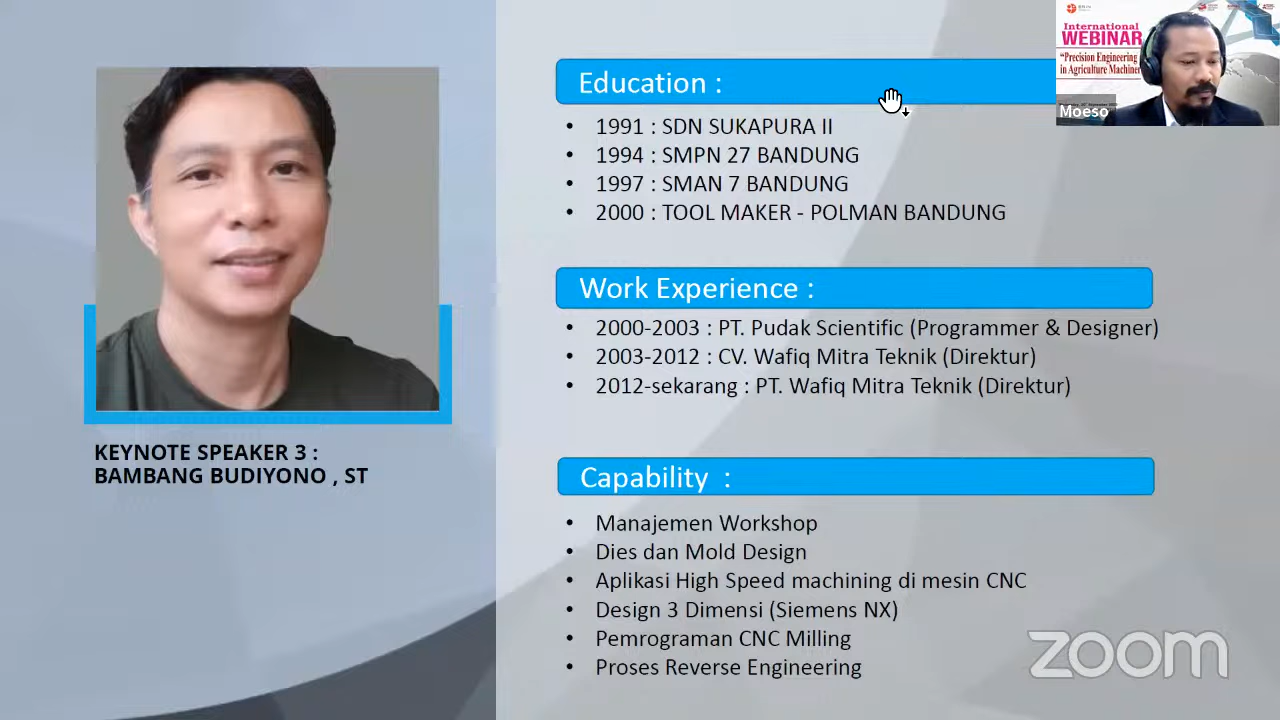 Education :
• 1991 : SDN SUKAPURA II
• 1994 : SMPN 27 BANDUNG
• 1997 : SMAN 7 BANDUNG
• 2000 : TOOL MAKER - POLMAN BANDUNG
Work Experience :
• 2000-2003 : PT. Pudak Scientific (Programmer & Designer)
• 2003-2012 : CV. Wafiq Mitra Teknik (Direktur)
• 2012-sekarang : PT. Wafiq Mitra Teknik (Direktur)
Capability :
• Manajemen Workshop
• Dies dan Mold Design
• Aplikasi High Speed machining di mesin CNC
• Design 3 Dimensi (Siemens NX)
• Pemrograman CNC Milling
• Proses Reverse Engineering
KEYNOTE SPEAKER 3 :
BAMBANG BUDIYONO , ST
International
WEBINAR
"Precision Engineering
in Agriculture Machiner
Moeso
zoom